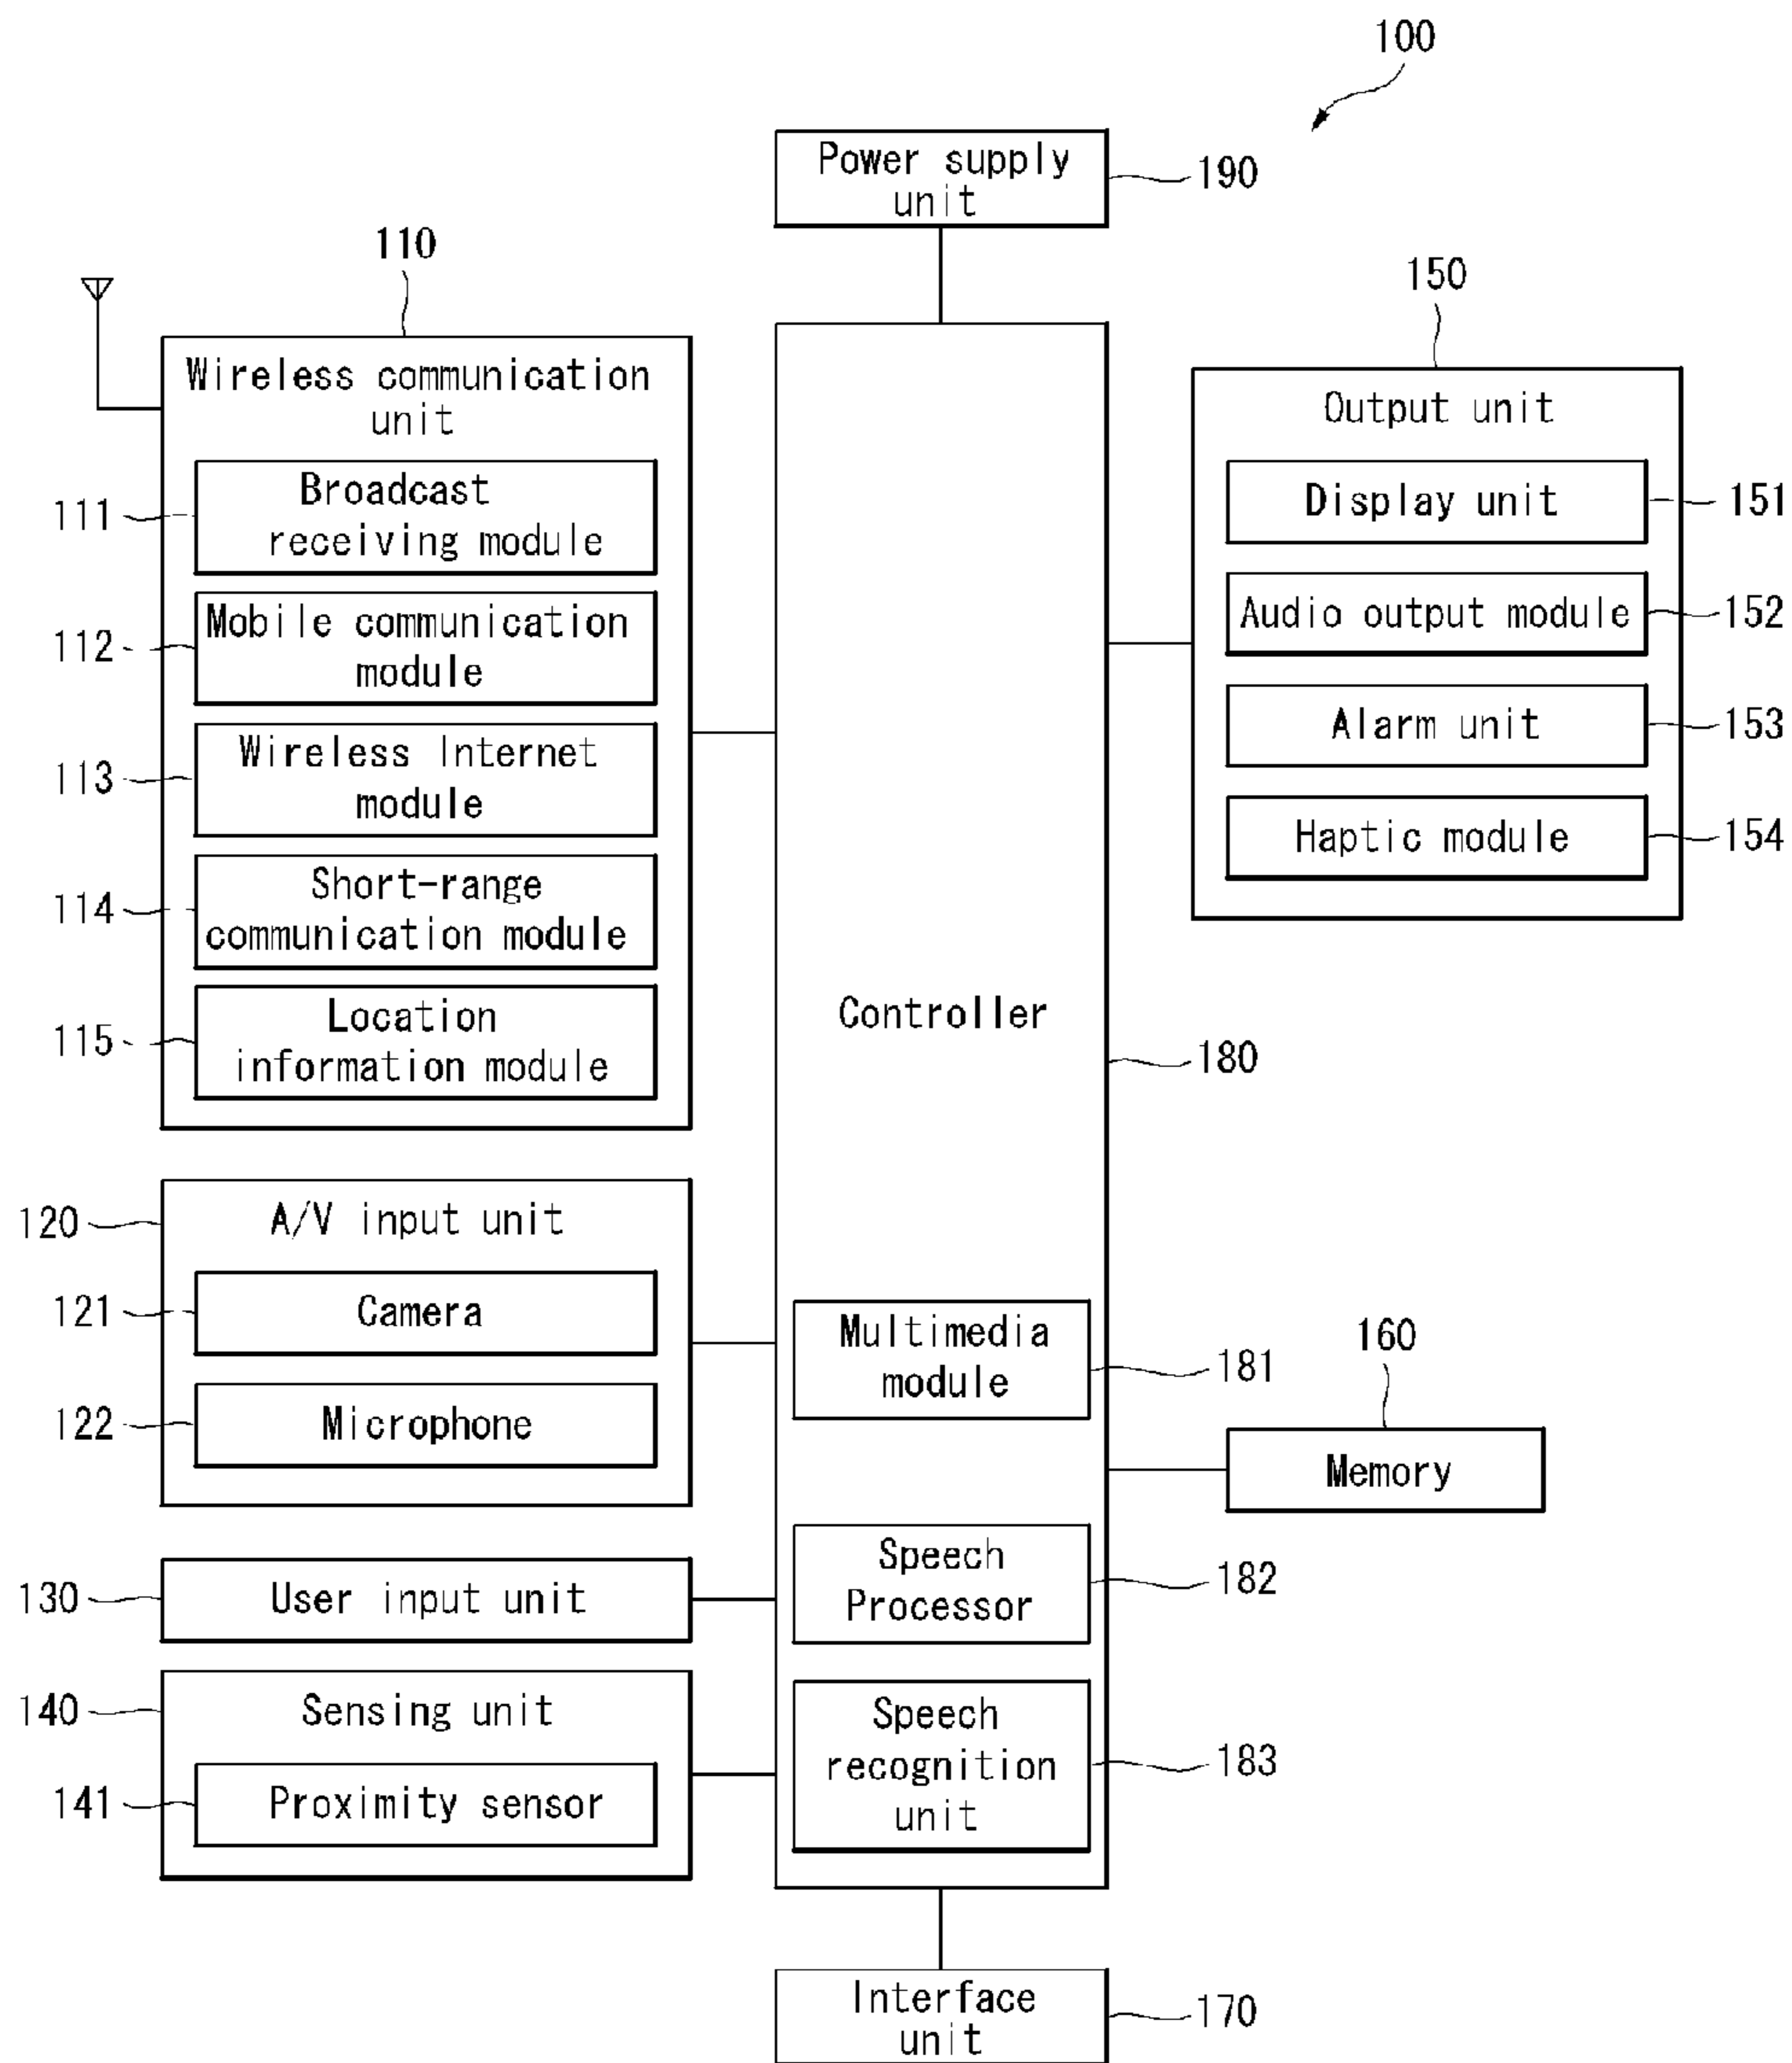 100
Power supply
unit
190
110
Wireless communication
unit
Broadcast
receiving module
111
Mobile communication
module
112
Wireless Internet
module
113
Short-range
communication module
114
Location
information module
115
150
Output unit
Display unit
151
Audio output module
152
Alarm unit
153
Haptic module
154
Controller
180
120
A/V input unit
121
Camera
122
Microphone
Multimedia
module
181
160
Memory
130
User input unit
Speech
Processor
182
140
Sensing unit
141
Proximity sensor
Speech
recognition
unit
183
Interface
unit
170